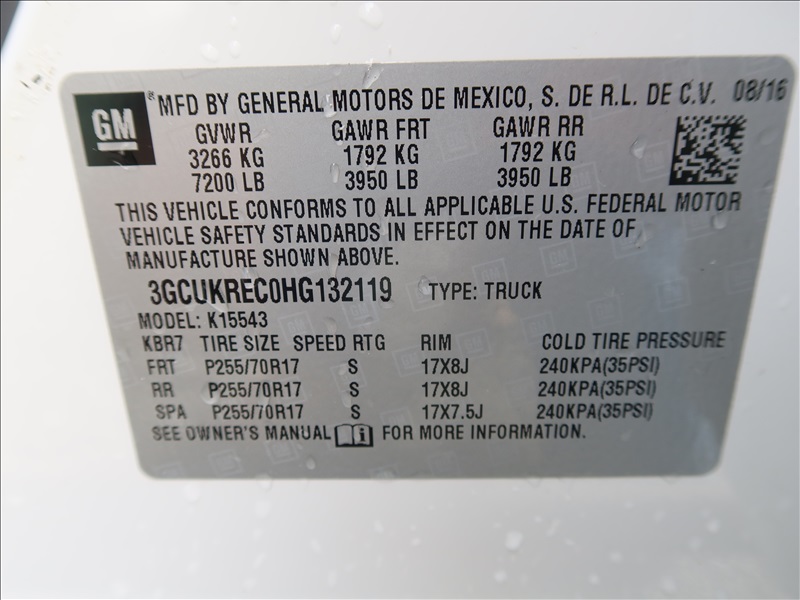 GM ® MFD BY GENERAL MOTORS DE MEXICO, S. DE R.L. DE C.V. 08/16
GVWR GAWR FRT GAWR RR
3266 KG 1792 KG 1792 KG
7200 LB 3950 LB 3950 LB
THIS VEHICLE CONFORMS TO ALL APPLICABLE U.S. FEDERAL MOTOR
VEHICLE SAFETY STANDARDS IN EFFECT ON THE DATE OF
MANUFACTURE SHOWN ABOVE.
3GCUKREC0HG132119 TYPE: TRUCK
MODEL: K15543
KBR7 TIRE SIZE SPEED RTG RIM COLD TIRE PRESSURE
FRT P255/70R17 S 17X8J 240KPA(35PSI)
RR P255/70R17 S 17X8J 240KPA(35PSI)
SPA P255/70R17 S 17X7.5J 240KPA(35PSI)
SEE OWNER'S MANUAL i FOR MORE INFORMATION.